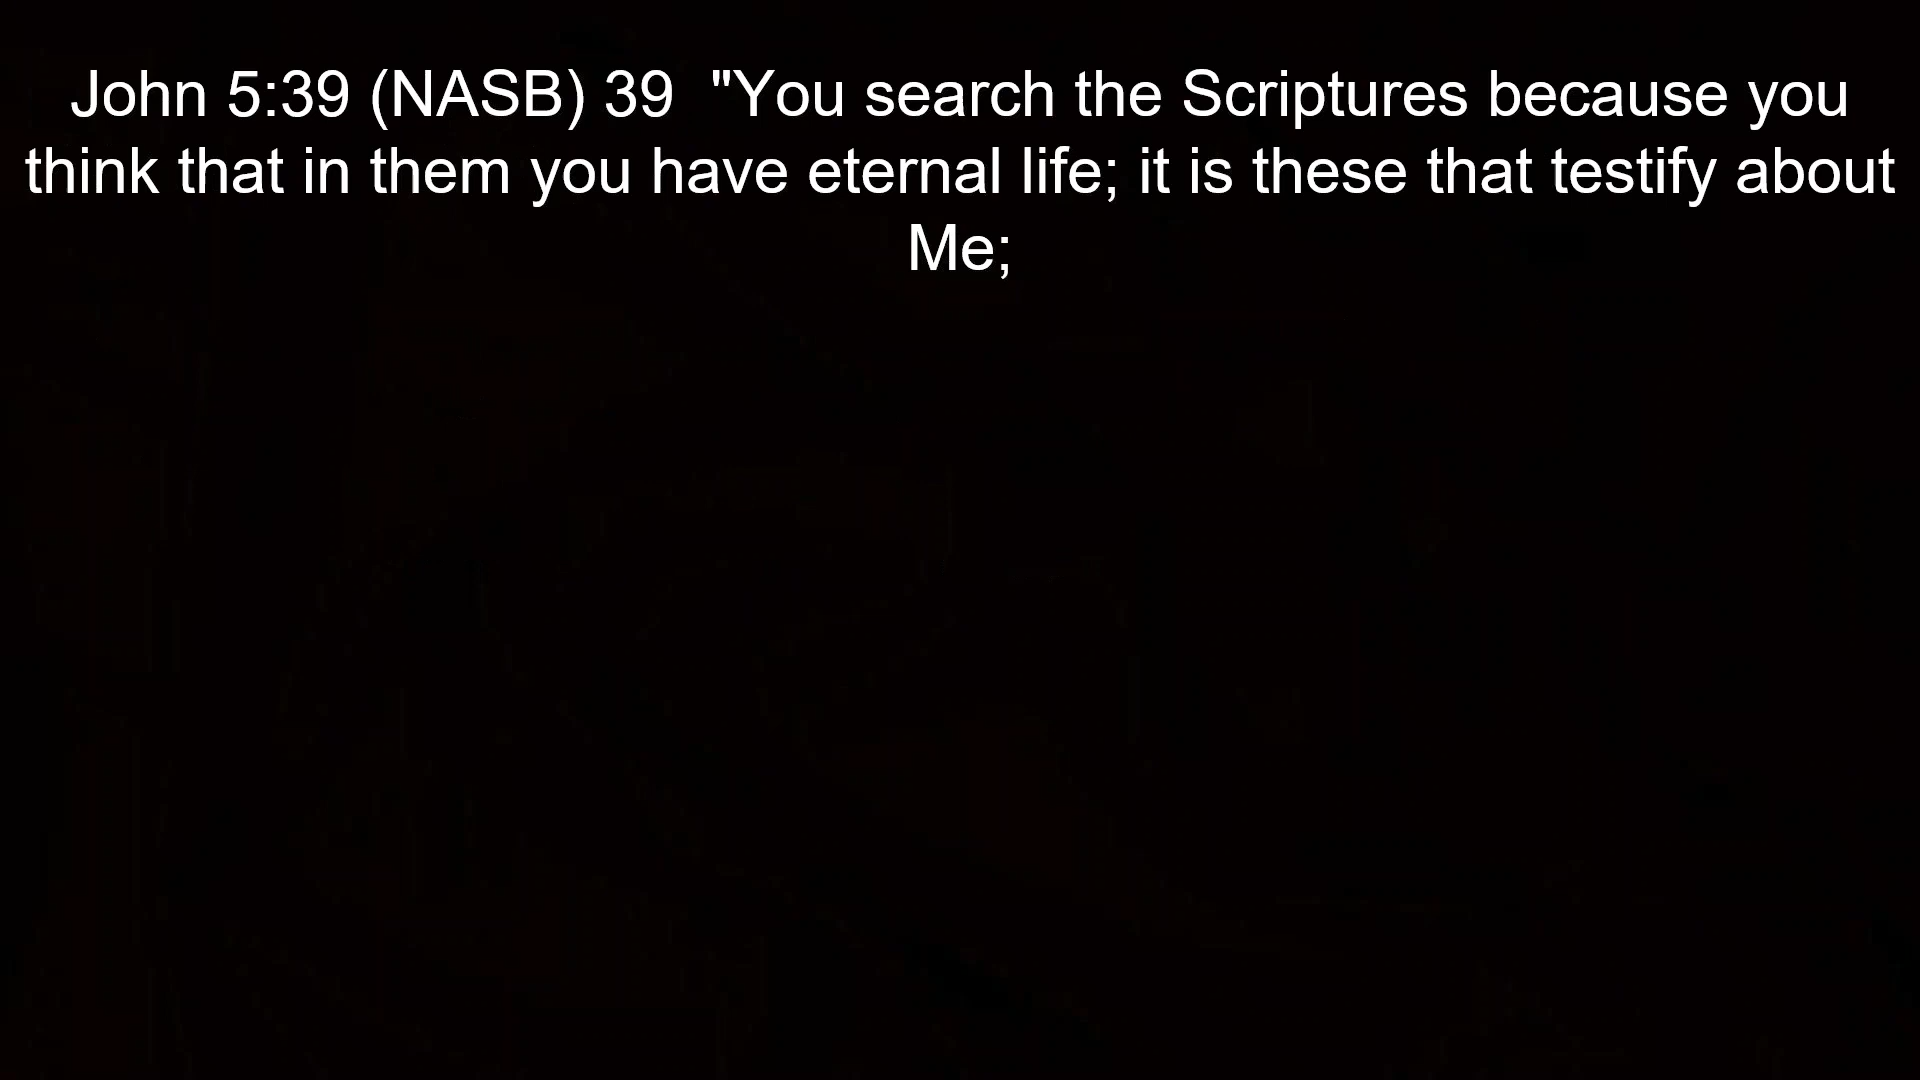 John 5:39 (NASB) 39  "You search the Scriptures because you
think that in them you have eternal life; it is these that testify about
Me;